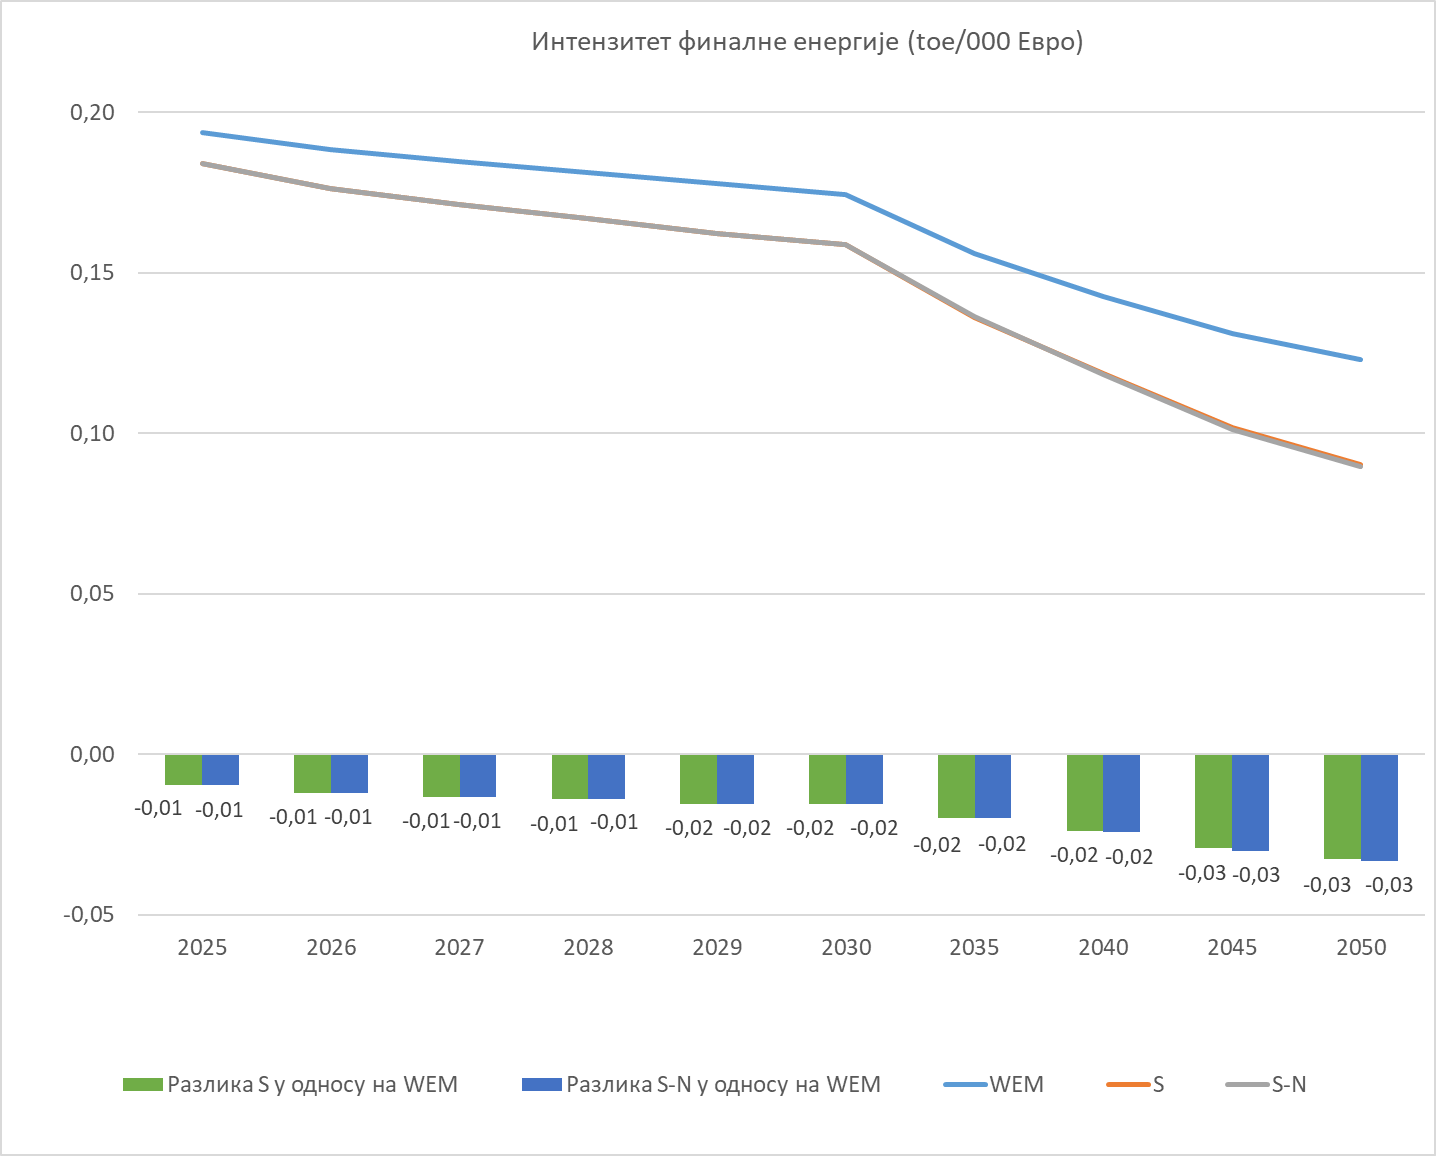 Интензитет финалне енергије (toe/000 Евро)
0,20
0,15
0,10
0,05
0,00
-0,01 -0,01 -0,01 -0,01 -0,01 -0,01 -0,01 -0,01 -0,02 -0,02 -0,02 -0,02 -0,02 -0,02 -0,02 -0,02 -0,03 -0,03 -0,03 -0,03
-0,05
2025 2026 2027 2028 2029 2030 2035 2040 2045 2050
Разлика S у односу на WEM Разлика S-N у односу на WEM WEM S S-N